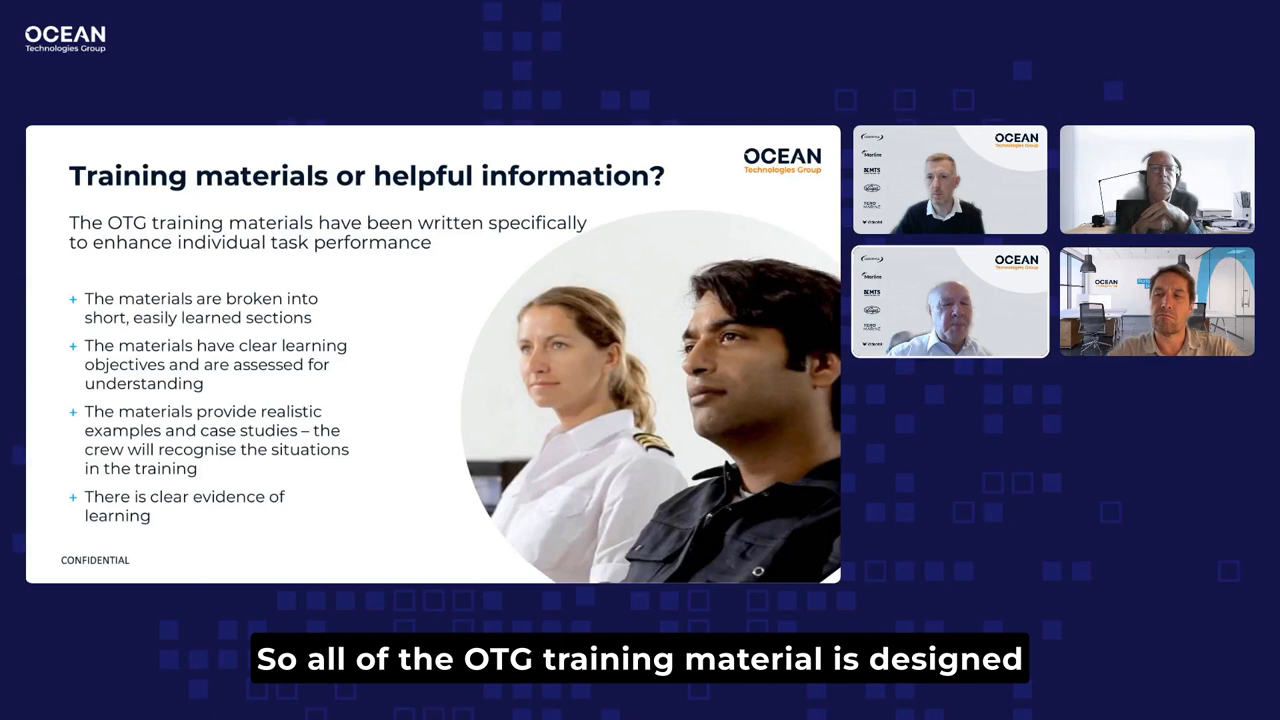 OCEAN
Technologies Group
Training materials or helpful information?
OCEAN
Technologies Group
The OTG training materials have been written specifically
to enhance individual task performance
+ The materials are broken into
short, easily learned sections
+ The materials have clear learning
objectives and are assessed for
understanding
+ The materials provide realistic
examples and case studies – the
crew will recognise the situations
in the training
+ There is clear evidence of
learning
CONFIDENTIAL
OCEAN
Technologies Group
Marlink
MTS
OCEAN
Technologies Group
Marlink
MTS
OCEAN
So all of the OTG training material is designed